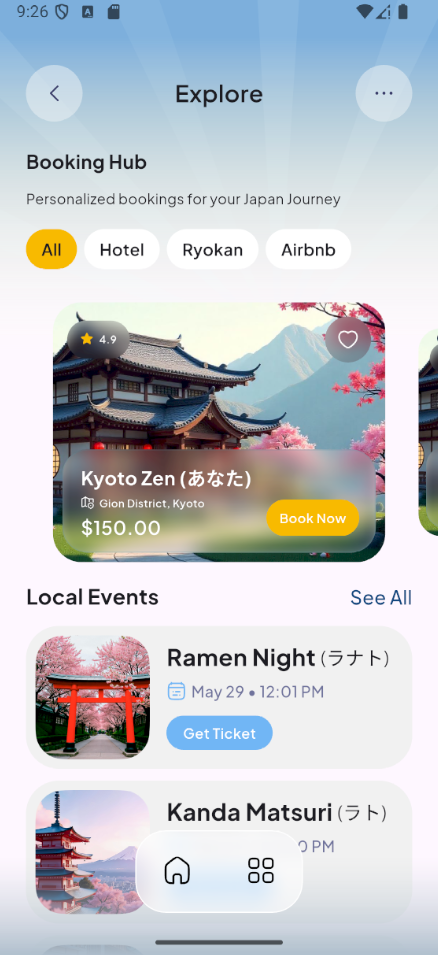 9:26
Explore
Booking Hub
Personalized bookings for your Japan Journey
All Hotel Ryokan Airbnb
4.9
Kyoto Zen (あなた)
Gion District, Kyoto
$150.00
Book Now
Local Events See All
Ramen Night (ラナト)
May 29 • 12:01 PM
Get Ticket
Kanda Matsuri (ラト)
PM